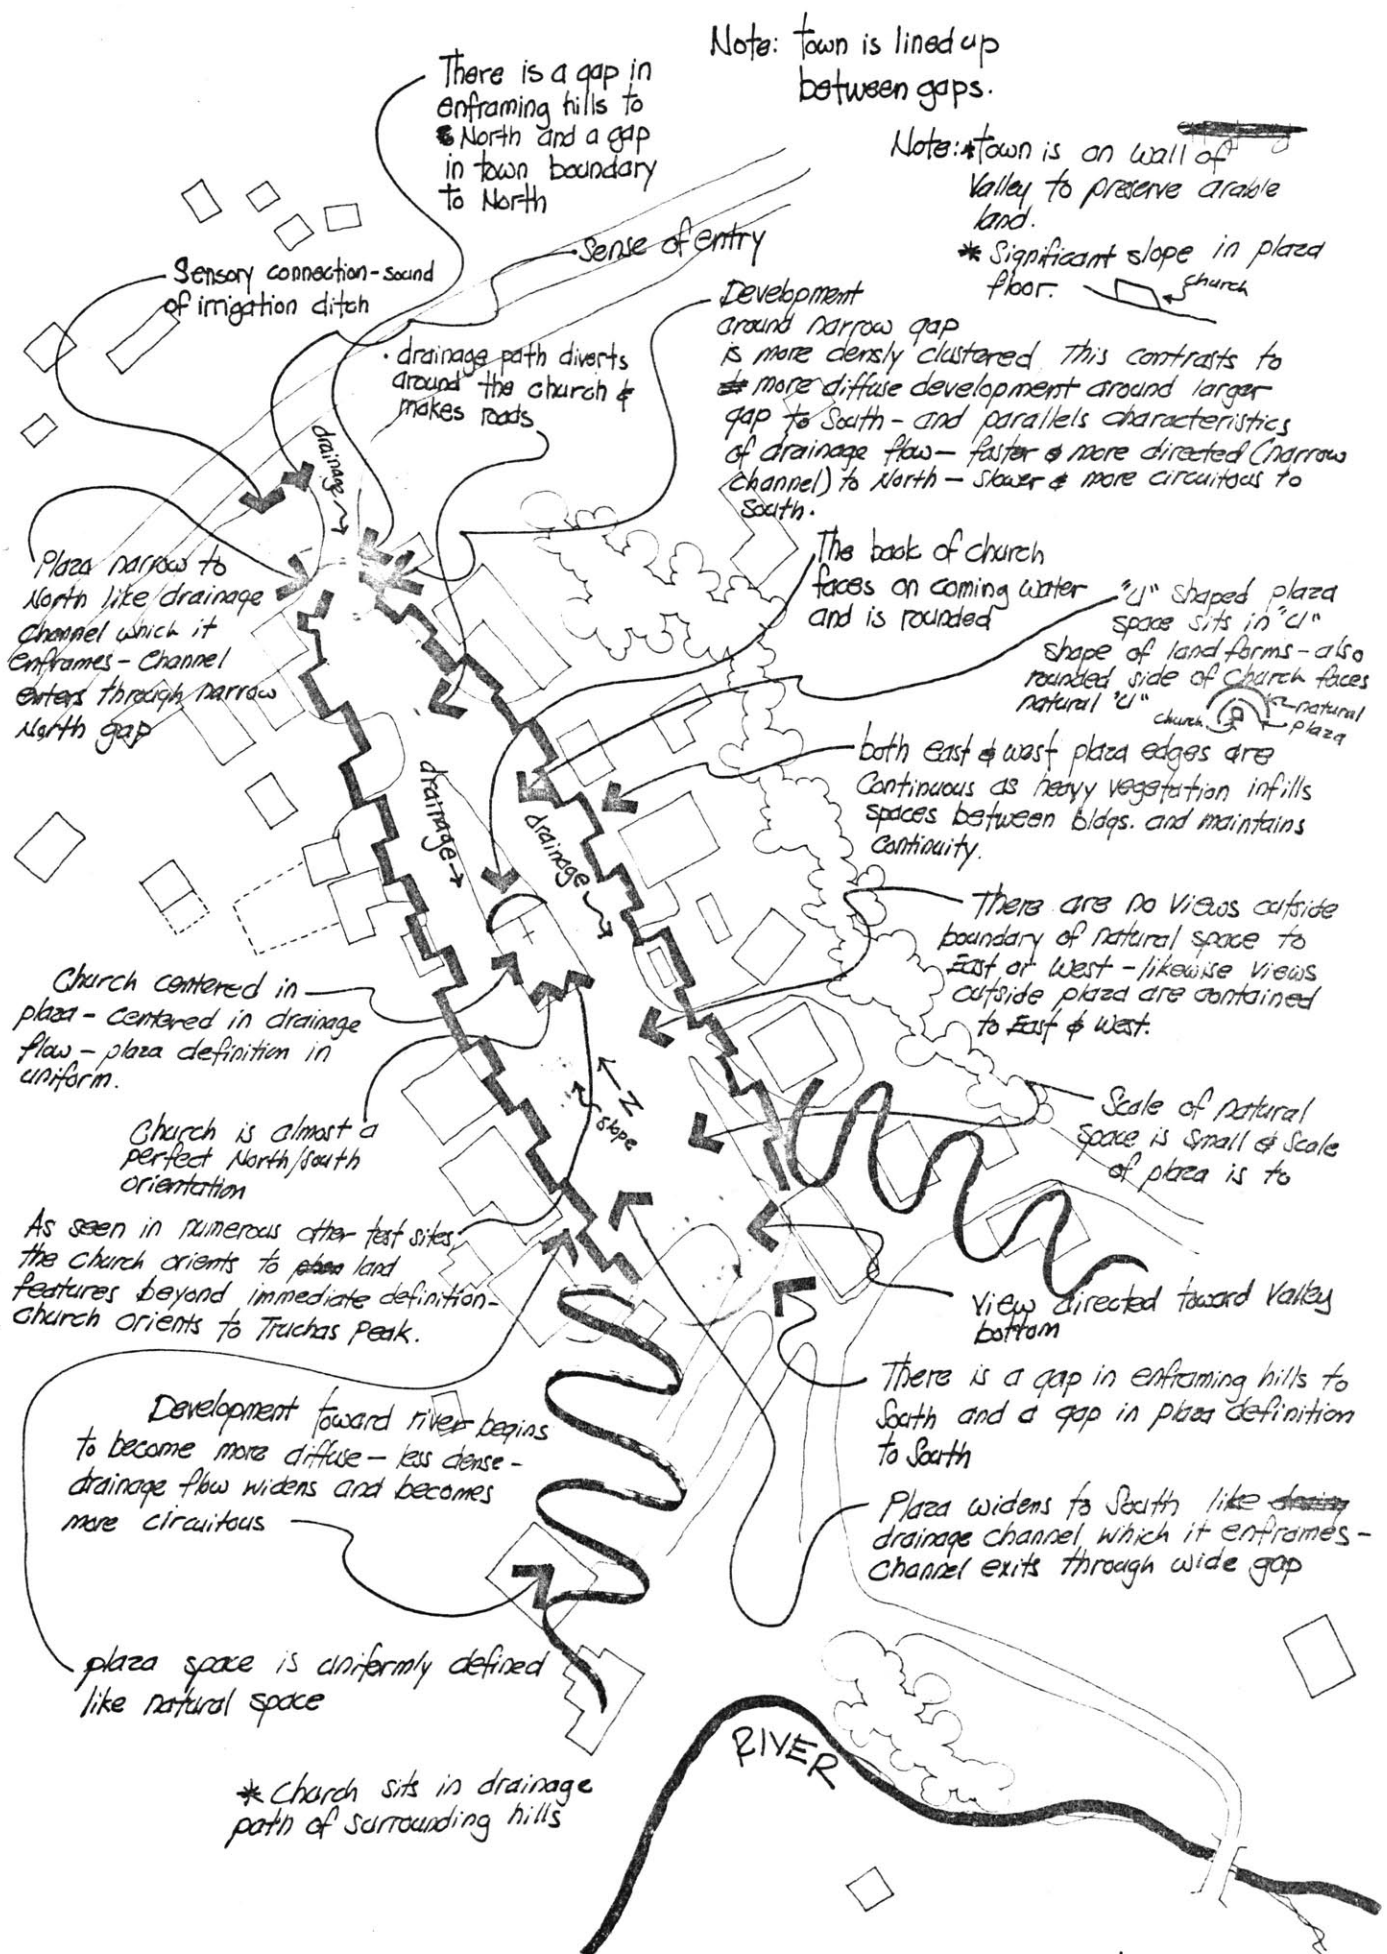 Note: town is lined up
between gaps.
There is a gap in
enframing hills to
North and a gap
in town boundary
to North
Note: *town is on wall of
Valley to preserve arable
land.
* Significant slope in plaza
floor.
church
Sense of entry
Sensory connection-sound
of irrigation ditch
• drainage path diverts
around the church &
makes roads
Development
around narrow gap
is more densly clustered. This contrasts to
more diffuse development around larger
gap to South - and parallels characteristics
of drainage flow - faster & more directed (narrow
channel) to North - slower & more circuitous to
South.
drainage
Plaza narrow to
North like drainage
Channel which it
enframes - Channel
enters through narrow
North gap
The back of church
faces on coming water
and is rounded
"U" shaped plaza
space sits in "U"
shape of land forms - also
rounded side of Church faces
natural "U"
church
natural
plaza
both east & west plaza edges are
Continuous as heavy vegetation infills
spaces between bldgs. and maintains
continuity.
drainage
drainage
There are no views outside
boundary of natural space to
East or West - likewise views
outside plaza are contained
to East & West.
Church centered in
plaza - centered in drainage
flow - plaza definition in
uniform.
N
slope
Church is almost a
perfect North/South
orientation
Scale of natural
space is small & scale
of plaza is to
As seen in numerous other test sites,
the church orients to land
features beyond immediate definition-
church orients to Truchas Peak.
View directed toward Valley
bottom
There is a gap in enframing hills to
South and a gap in plaza definition
to South
Development toward river begins
to become more diffuse - less dense -
drainage flow widens and becomes
more circuitous
Plaza widens to South like
drainage channel which it enframes -
Channel exits through wide gap
plaza space is uniformly defined
like natural space
RIVER
* Church sits in drainage
path of surrounding hills